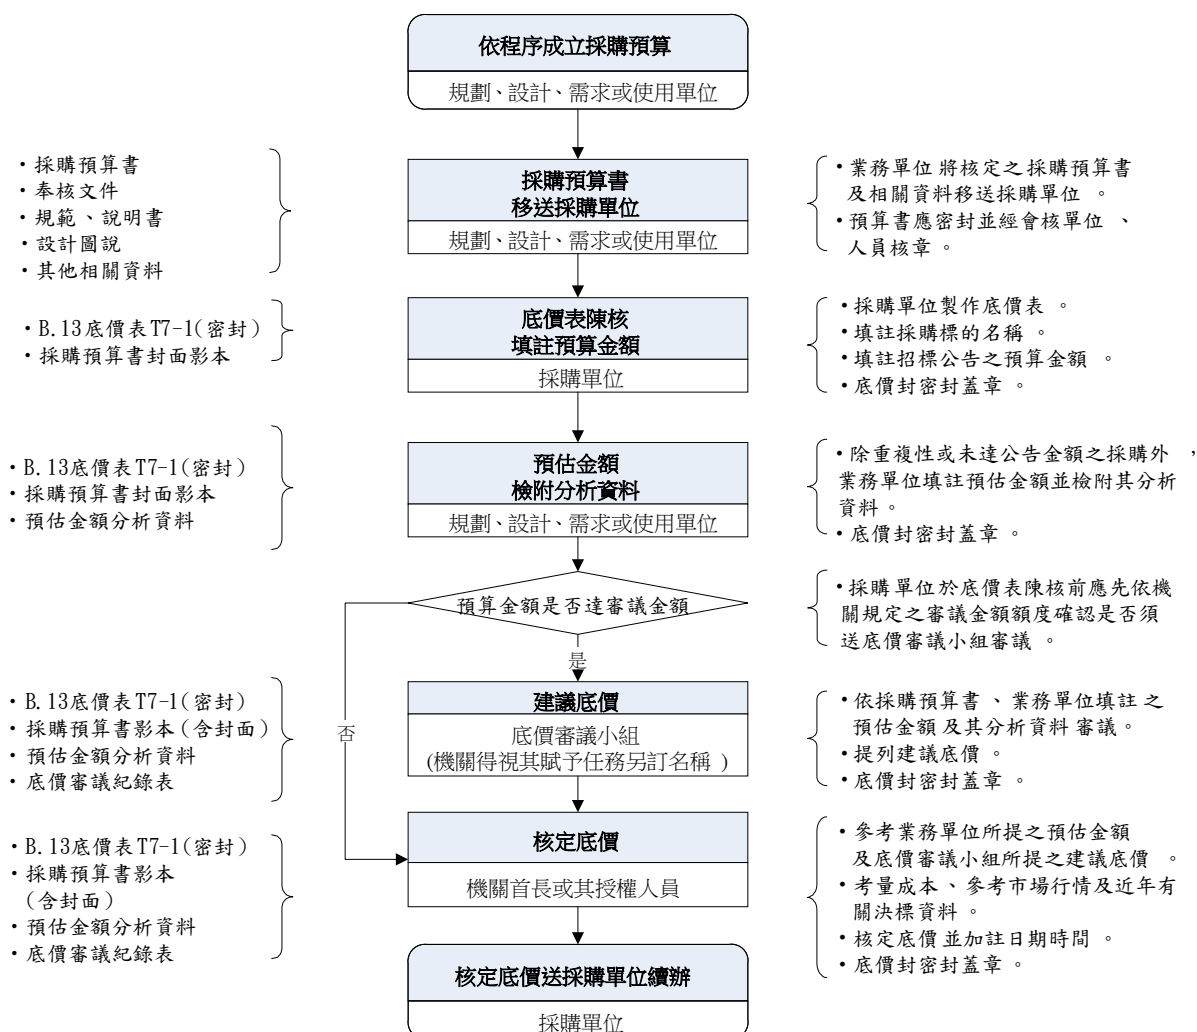 依程序成立採購預算
規劃、設計、需求或使用單位
・採購預算書
・奉核文件
・規範、說明書
・設計圖說
・其他相關資料
採購預算書
移送採購單位
規劃、設計、需求或使用單位
・業務單位 將核定之 採購預算書
及相關資料移送採購單位 。
・預算書應密封並經會核單位 、
人員核章。
・B.13底價表T7-1(密封)
・採購預算書封面影本
底價表陳核
填註預算金額
採購單位
・採購單位製作底價表 。
・填註採購標的名稱 。
・填註招標公告之預算金額 。
・底價封密封蓋章 。
・B.13底價表T7-1(密封)
・採購預算書封面影本
・預估金額分析資料
預估金額
檢附分析資料
規劃、設計、需求或使用單位
・除重複性或未達公告金額之採購外 ，
業務單位填註預估金額並檢附其分析
資料。
・底價封密封蓋章 。
預算金額是否達審議金額
・採購單位於底價表陳核前應先依機
關規定之審議金額額度確認是否須
送底價審議小組審議 。
是
否
・B.13底價表T7-1(密封)
・採購預算書影本(含封面)
・預估金額分析資料
・底價審議紀錄表
建議底價
底價審議小組
(機關得視其賦予任務另訂名稱 )
・依採購預算書 、業務單位填註 之
預估金額 及其分析資料 審議。
・提列建議底價 。
・底價封密封蓋章 。
・B.13底價表T7-1(密封)
・採購預算書影本
(含封面)
・預估金額分析資料
・底價審議紀錄表
核定底價
機關首長或其授權人員
・參考業務單位所提之預估金額
及底價審議小組所提之建議底價 。
・考量成本 、參考市場行情及近年有
關決標資料 。
・核定底價 並加註日期時間 。
・底價封密封蓋章 。
核定底價送採購單位續辦
採購單位